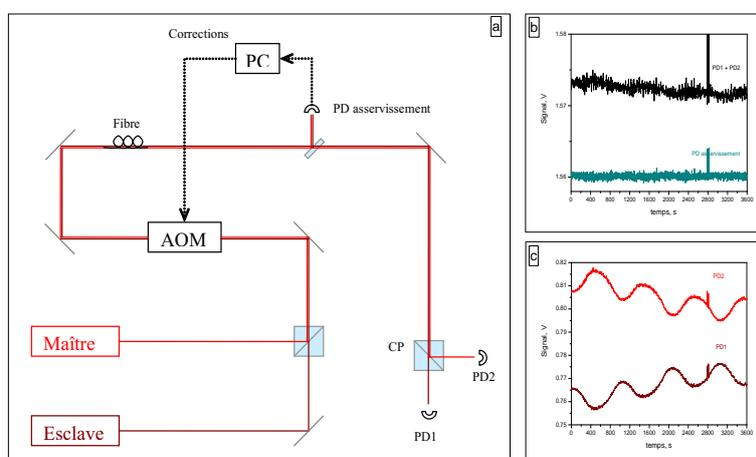 a
Corrections
PC
PD asservissement
Fibre
AOM
Maître
CP
PD2
Esclave
PD1
b
1,58
PD1 + PD2
Signal, V
1,57
PD asservissement
1,56
0 400 800 1200 1600 2000 2400 2800 3200 3600
temps, s
c
0.82
PD2
0.81
0.80
0.79
Signal, V
0.78
PD1
0.77
0.76
0.75
0 400 800 1200 1600 2000 2400 2800 3200 3600
temps, s